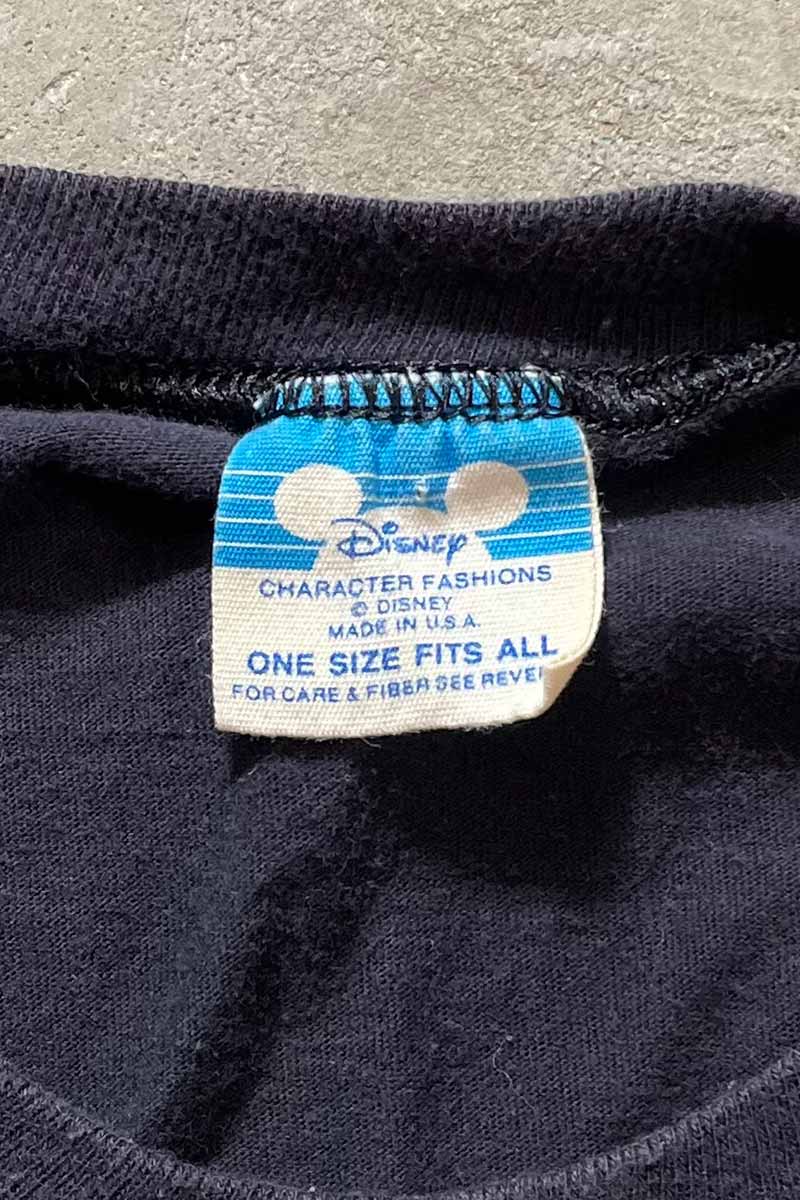 Disney
CHARACTER FASHIONS
© DISNEY
MADE IN U.S.A.
ONE SIZE FITS ALL
FOR CARE & FIBER SEE